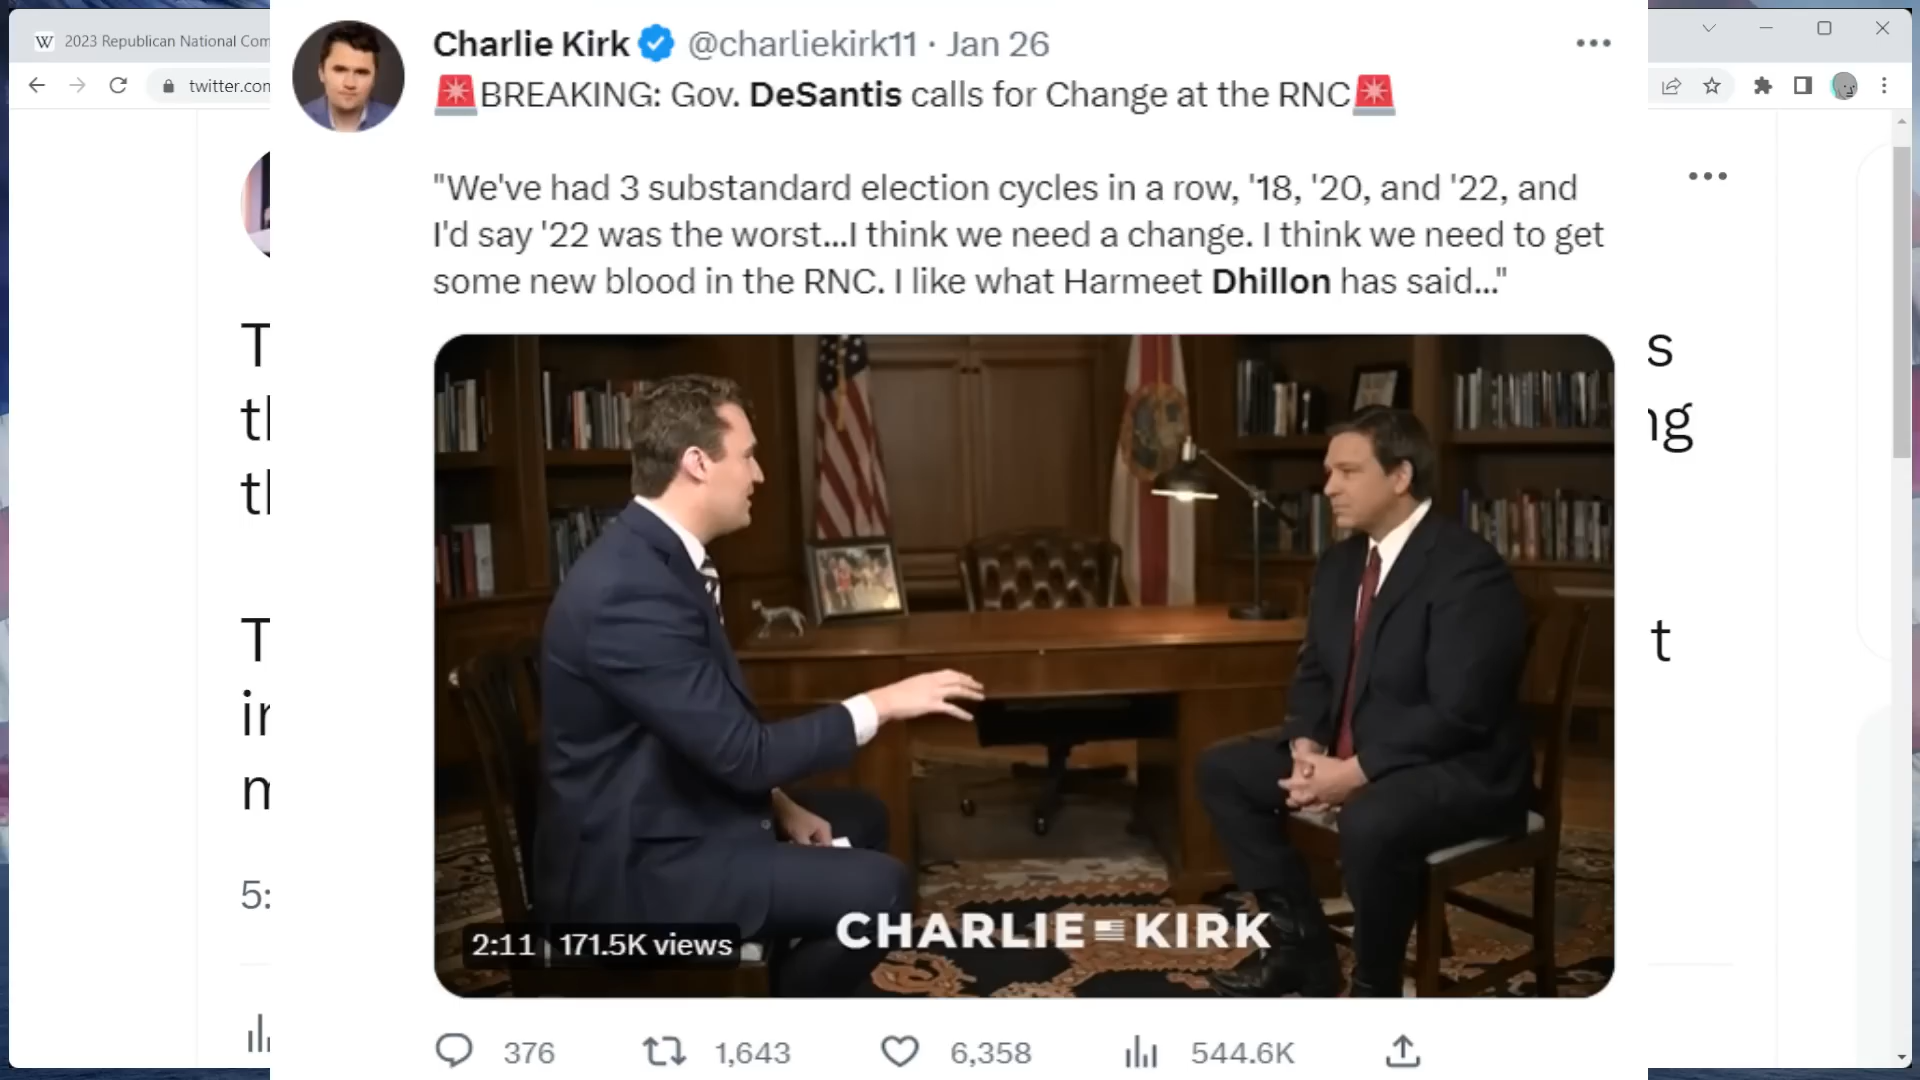 2023 Republican National Com
twitter.con
Charlie Kirk @charliekirk11 · Jan 26
🚨BREAKING: Gov. DeSantis calls for Change at the RNC🚨
"We've had 3 substandard election cycles in a row, '18, '20, and '22, and
I'd say '22 was the worst...I think we need a change. I think we need to get
some new blood in the RNC. I like what Harmeet Dhillon has said..."
CHARLIE KIRK
2:11 171.5K views
376 1,643 6,358 544.6K